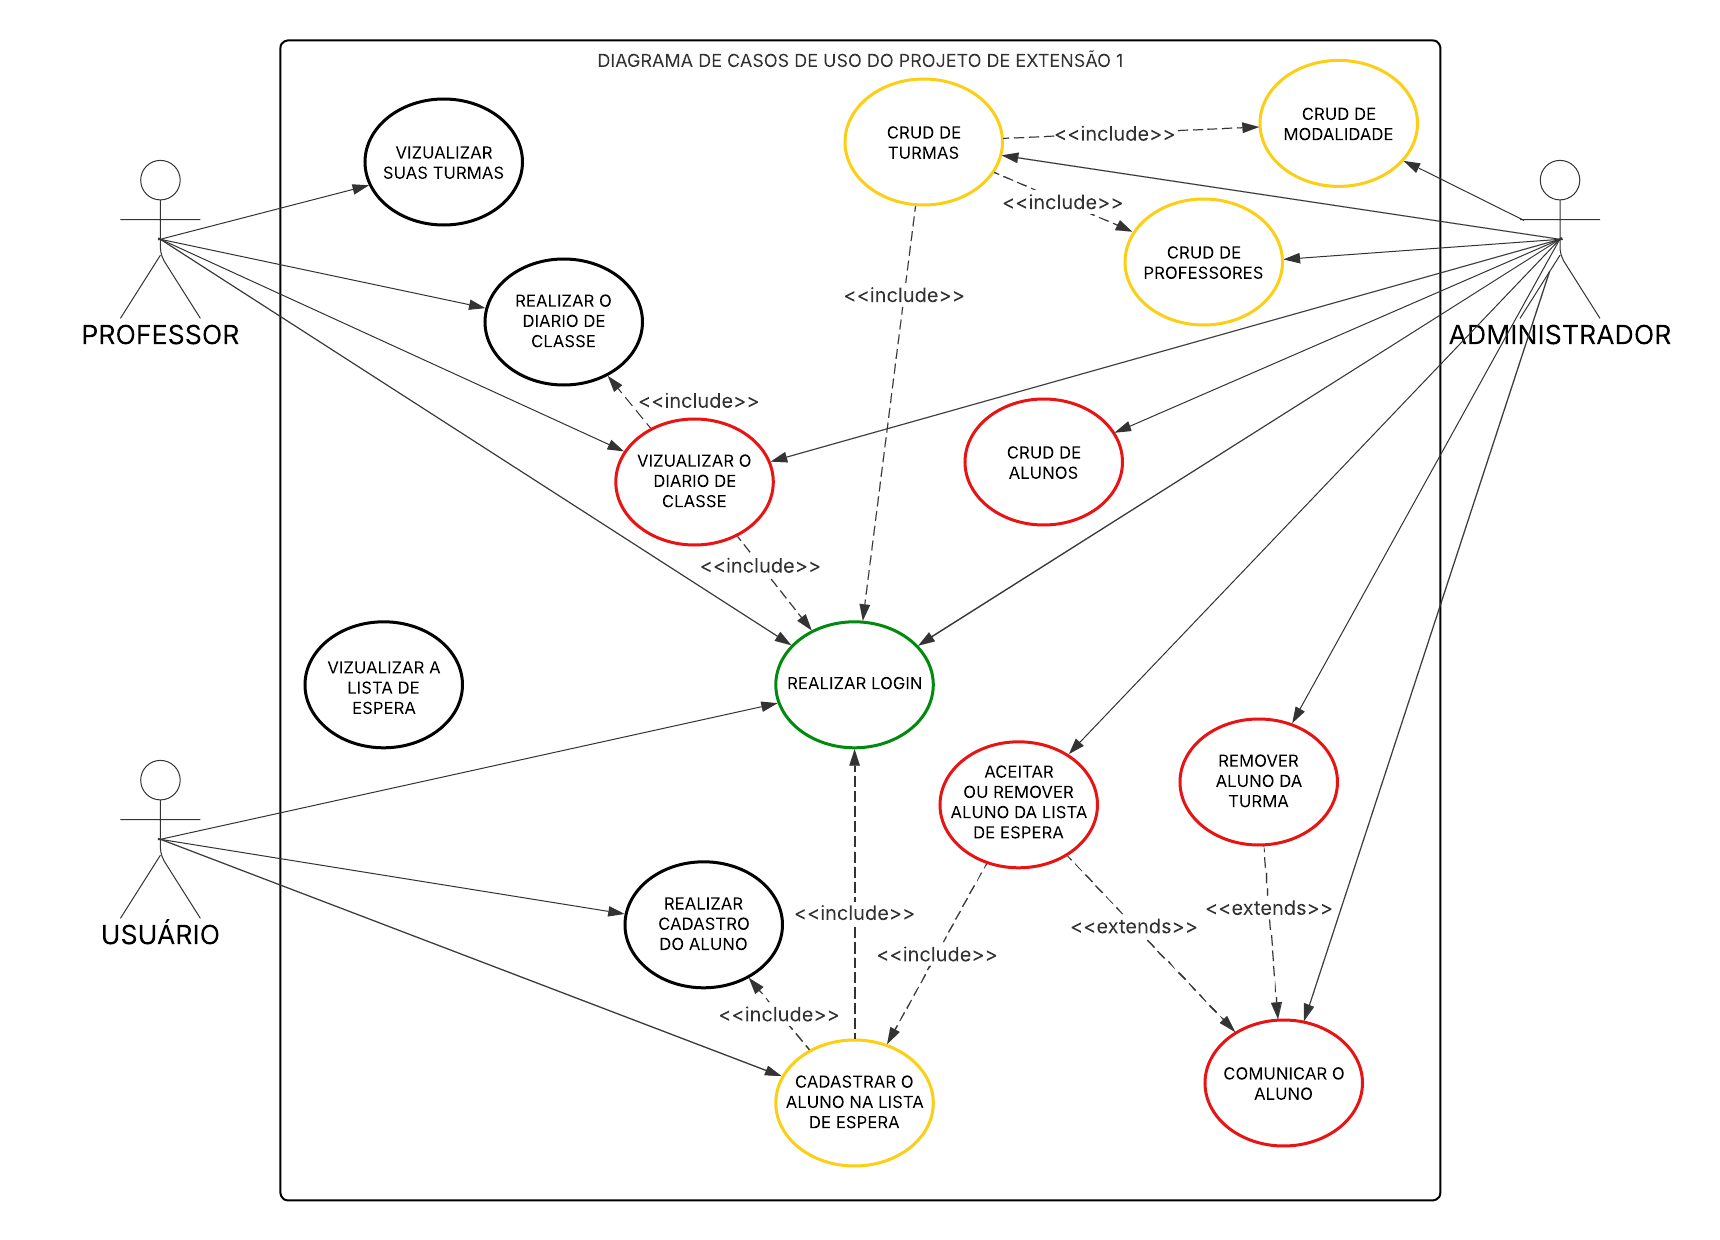 DIAGRAMA DE CASOS DE USO DO PROJETO DE EXTENSÃO 1
CRUD DE
TURMAS
<<include>>
CRUD DE
MODALIDADE
VIZUALIZAR
SUAS TURMAS
<<include>>
CRUD DE
PROFESSORES
PROFESSOR
REALIZAR O
DIARIO DE
CLASSE
<<include>>
ADMINISTRADOR
<<include>>
VIZUALIZAR O
DIARIO DE
CLASSE
CRUD DE
ALUNOS
<<include>>
VIZUALIZAR A
LISTA DE
ESPERA
REALIZAR LOGIN
ACEITAR
OU REMOVER
ALUNO DA LISTA
DE ESPERA
REMOVER
ALUNO DA
TURMA
USUÁRIO
REALIZAR
CADASTRO
DO ALUNO
<<include>>
<<include>>
<<extends>>
<<extends>>
<<include>>
CADASTRAR O
ALUNO NA LISTA
DE ESPERA
COMUNICAR O
ALUNO